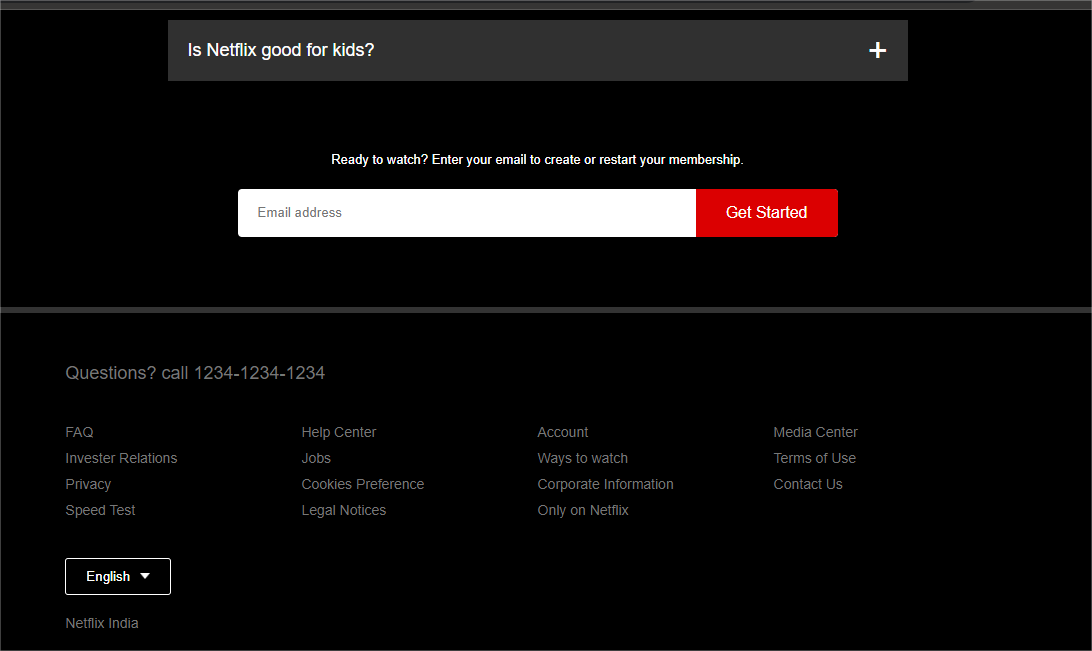 Is Netflix good for kids?
Ready to watch? Enter your email to create or restart your membership.
Email address
Get Started
Questions? call 1234-1234-1234
FAQ
Help Center
Account
Media Center
Invester Relations
Jobs
Ways to watch
Terms of Use
Privacy
Cookies Preference
Corporate Information
Contact Us
Speed Test
Legal Notices
Only on Netflix
English
Netflix India